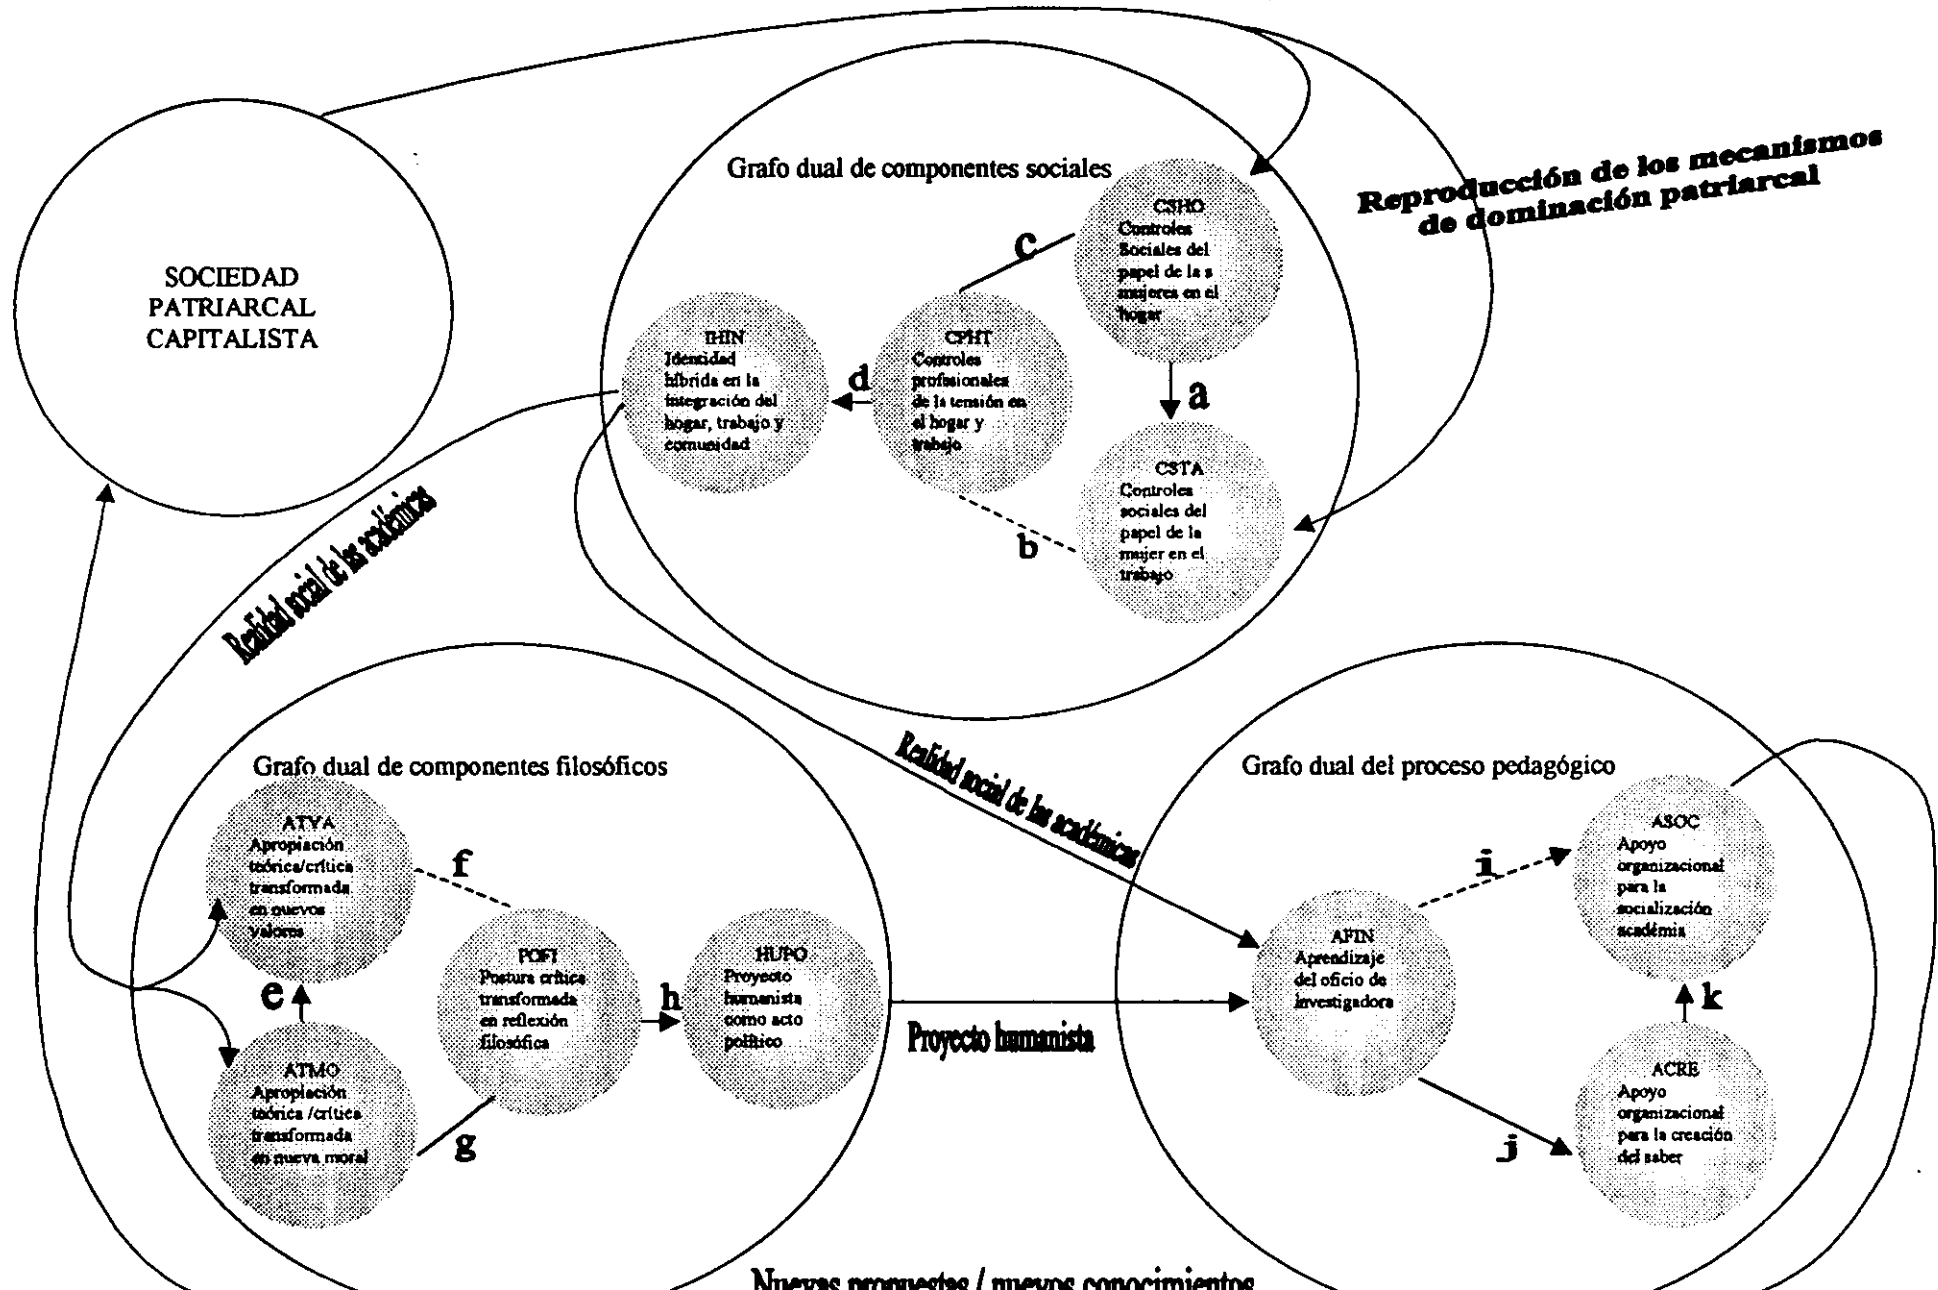 SOCIEDAD
PATRIARCAL
CAPITALISTA
Grafo dual de componentes sociales
Reproducción de los mecanismos
de dominación patriarcal
CSHO
Controles
Sociales del
papel de la s
mujeres en el
hogar
c
IHIN
Identidad
híbrida en la
integración del
hogar, trabajo y
comunidad
d
CPHT
Controles
profesionales
de la tensión en
el hogar y
trabajo
a
CSTA
Controles
sociales del
papel de la
mujer en el
trabajo
b
Realidad social de las académicas
Realidad social de las académicas
Grafo dual de componentes filosóficos
ATYA
Apropiación
teórica/crítica
transformada
en nuevos
valores
f
e
POFI
Postura crítica
transformada
en reflexión
filosófica
h
HUPO
Proyecto
humanista
como acto
político
ATMO
Apropiación
teórica /crítica
transformada
en nueva moral
g
Proyecto humanista
Grafo dual del proceso pedagógico
ASOC
Apoyo
organizacional
para la
socialización
académia
i
AFIN
Aprendizaje
del oficio de
investigadora
k
j
ACRE
Apoyo
organizacional
para la creación
del saber
Nuevas propuestas / nuevos conocimientos